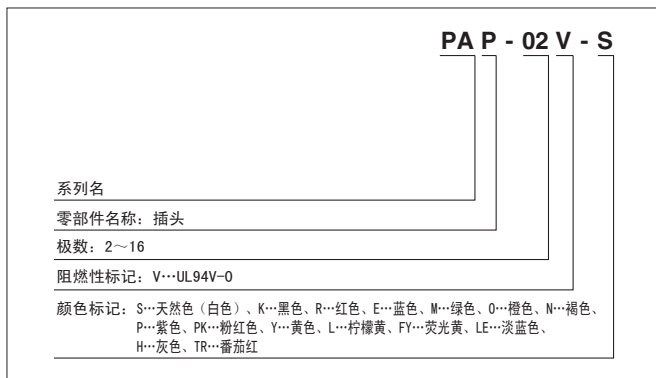 PA P - 02 V - S
系列名
零部件名称：插头
极数：2～16
阻燃性标记：V…UL94V-0
颜色标记：S…天然色（白色）、K…黑色、R…红色、E…蓝色、M…绿色、O…橙色、N…褐色、
P…紫色、PK…粉红色、Y…黄色、L…柠檬黄、FY…荧光黄、LE…淡蓝色、
H…灰色、TR…番茄红